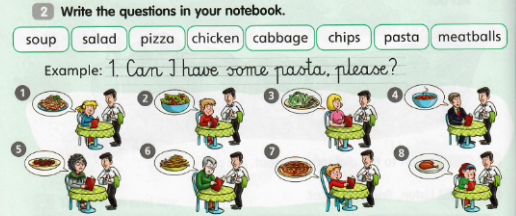 2 Write the questions in your notebook.
soup salad pizza chicken cabbage chips pasta meatballs
Example: 1. Can I have some pasta, please?
1 2 3 4
5 6 7 8